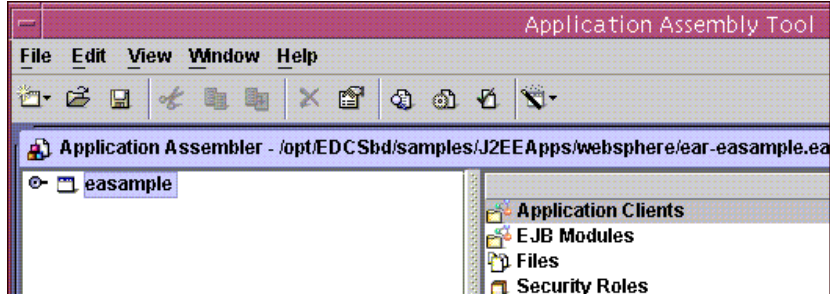 Application Assembly Tool
File Edit View Window Help
Application Assembler - /opt/EDCSbd/samples/J2EEApps/websphere/ear-easample.ea
easample
Application Clients
EJB Modules
Files
Security Roles